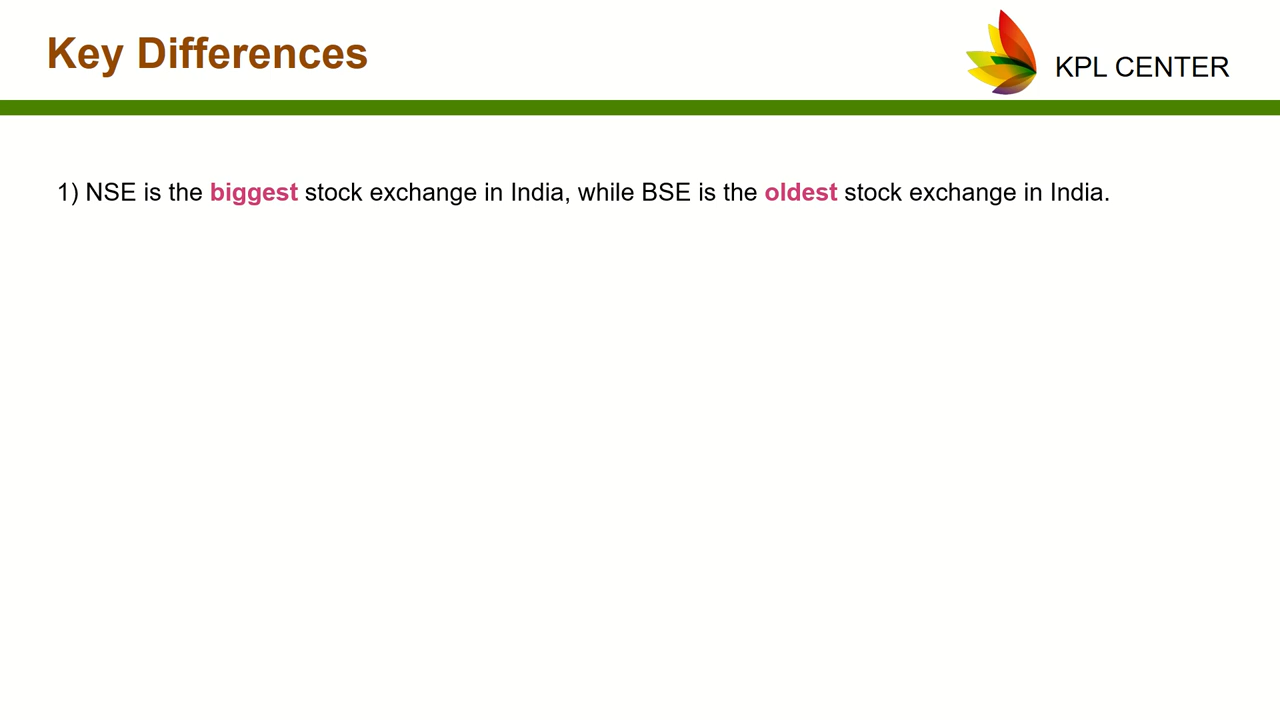 Key Differences
KPL CENTER
1) NSE is the biggest stock exchange in India, while BSE is the oldest stock exchange in India.